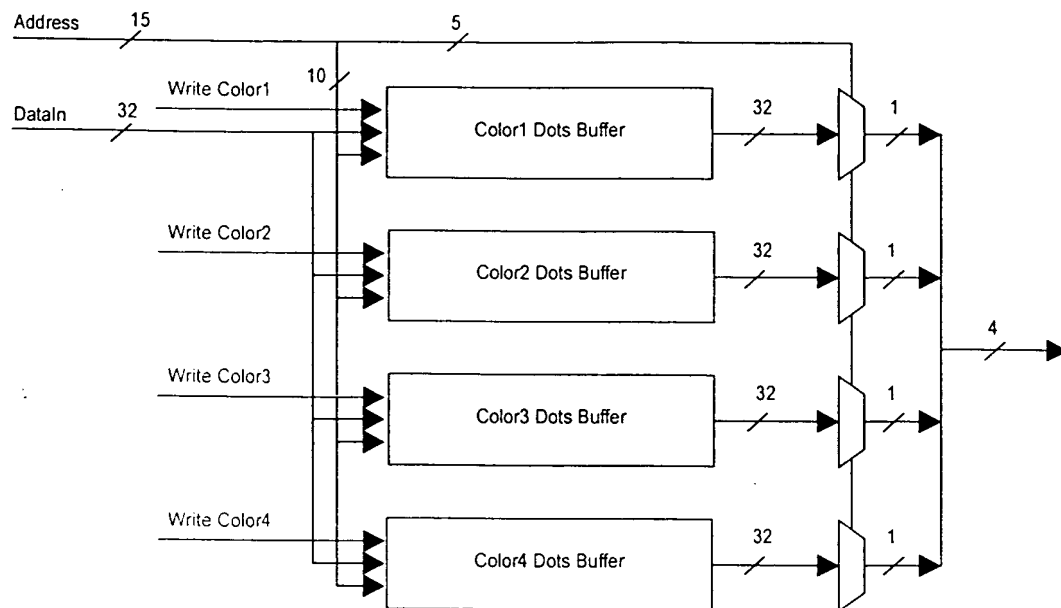 Address 15 5
10
Write Color1
DataIn 32 Color1 Dots Buffer 32 1
Write Color2
Color2 Dots Buffer 32 1
4
Write Color3
Color3 Dots Buffer 32 1
Write Color4
Color4 Dots Buffer 32 1